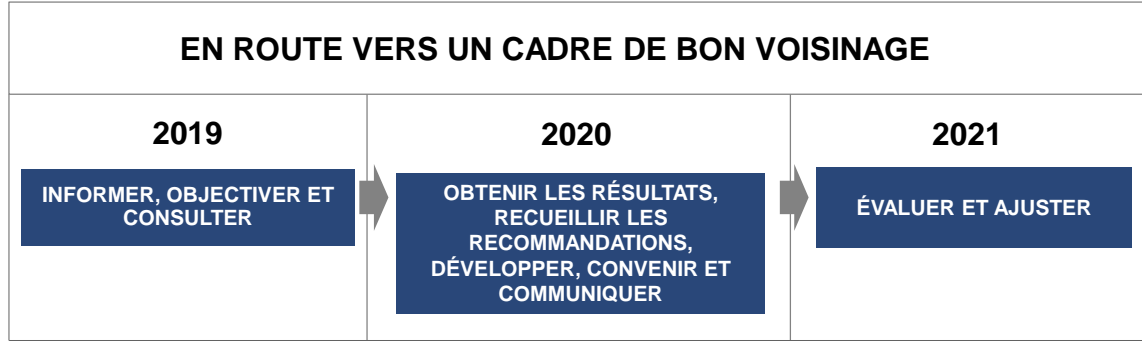 EN ROUTE VERS UN CADRE DE BON VOISINAGE
2019
INFORMER, OBJECTIVER ET
CONSULTER
2020
OBTENIR LES RÉSULTATS,
RECUEILLIR LES
RECOMMANDATIONS,
DÉVELOPPER, CONVENIR ET
COMMUNIQUER
2021
ÉVALUER ET AJUSTER